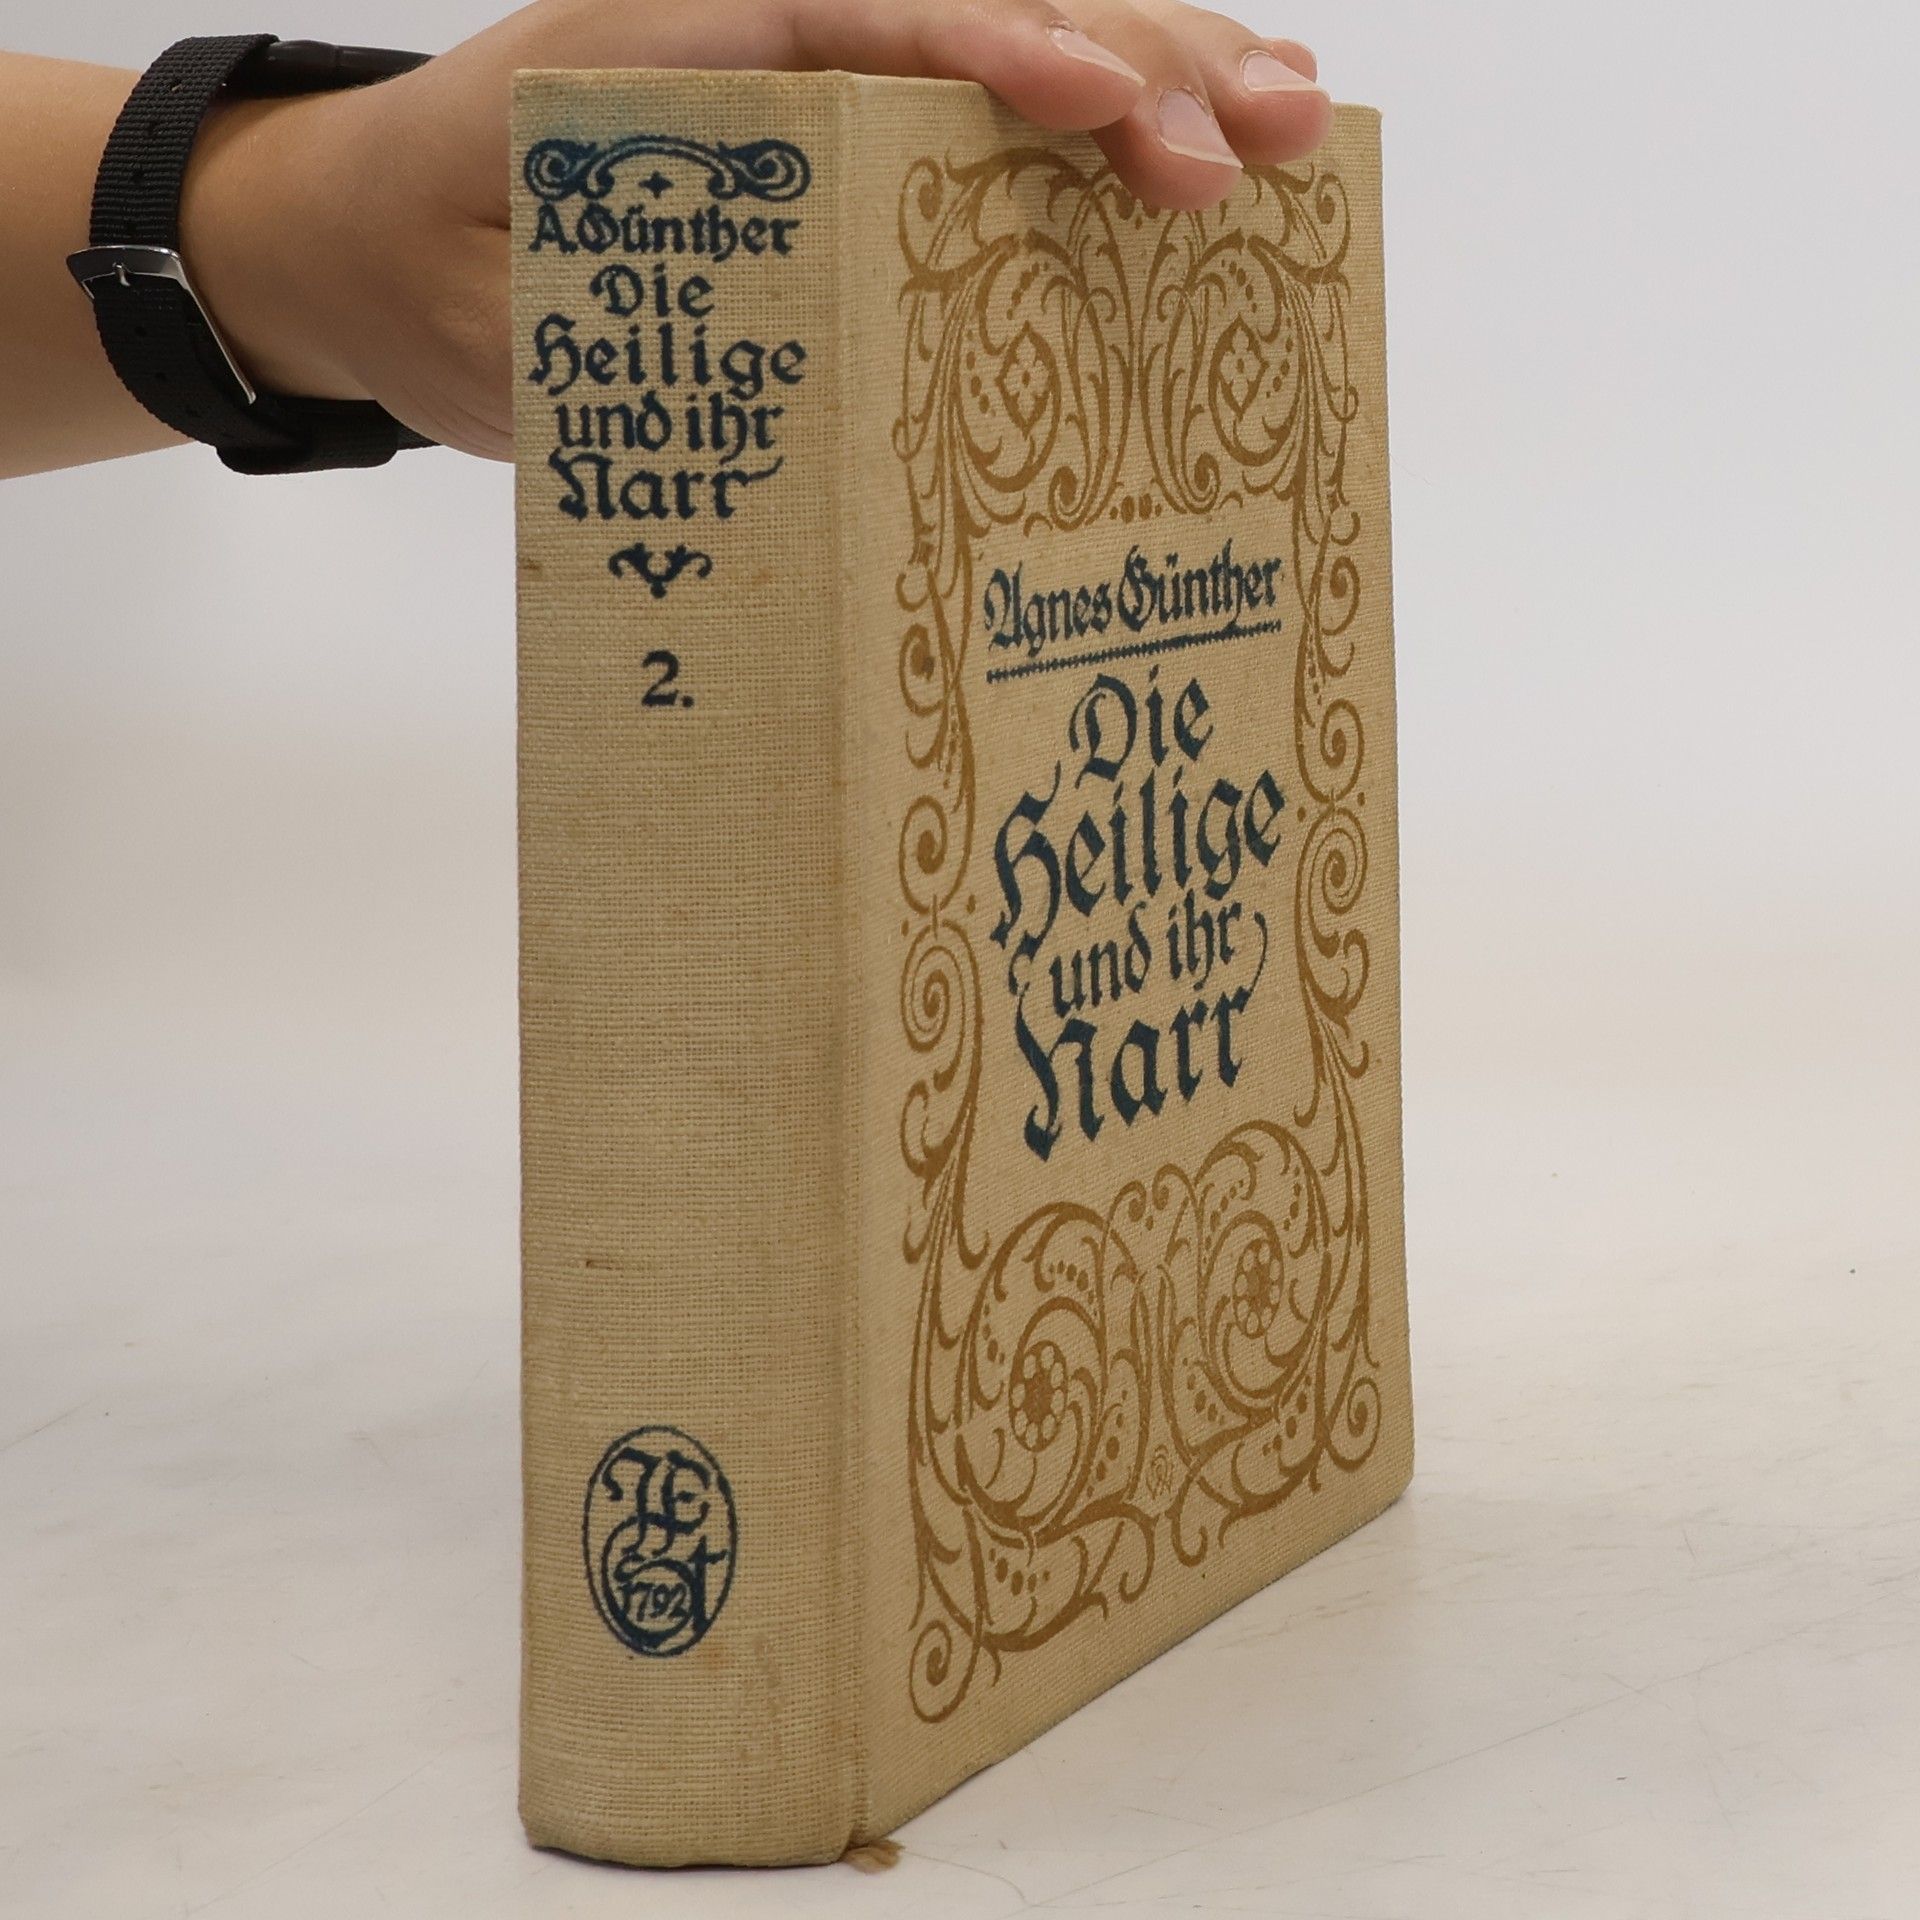 A. Günther
Die
Heilige
und ihr
Narr
2.
1792
Agnes Günther
Die
Heilige
und ihr
Narr